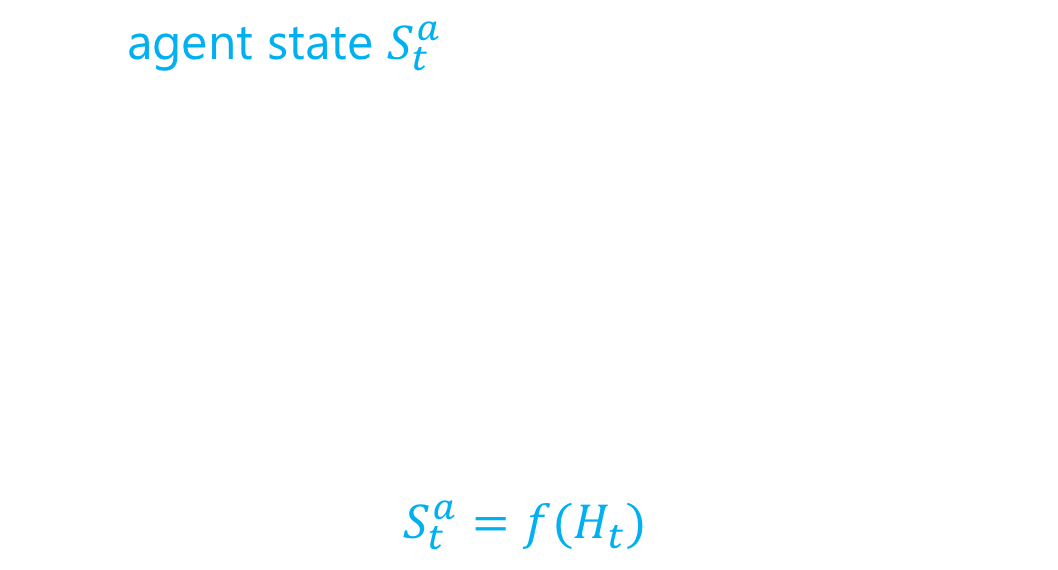 agent state $S_t^a$
$S_t^a = f(H_t)$